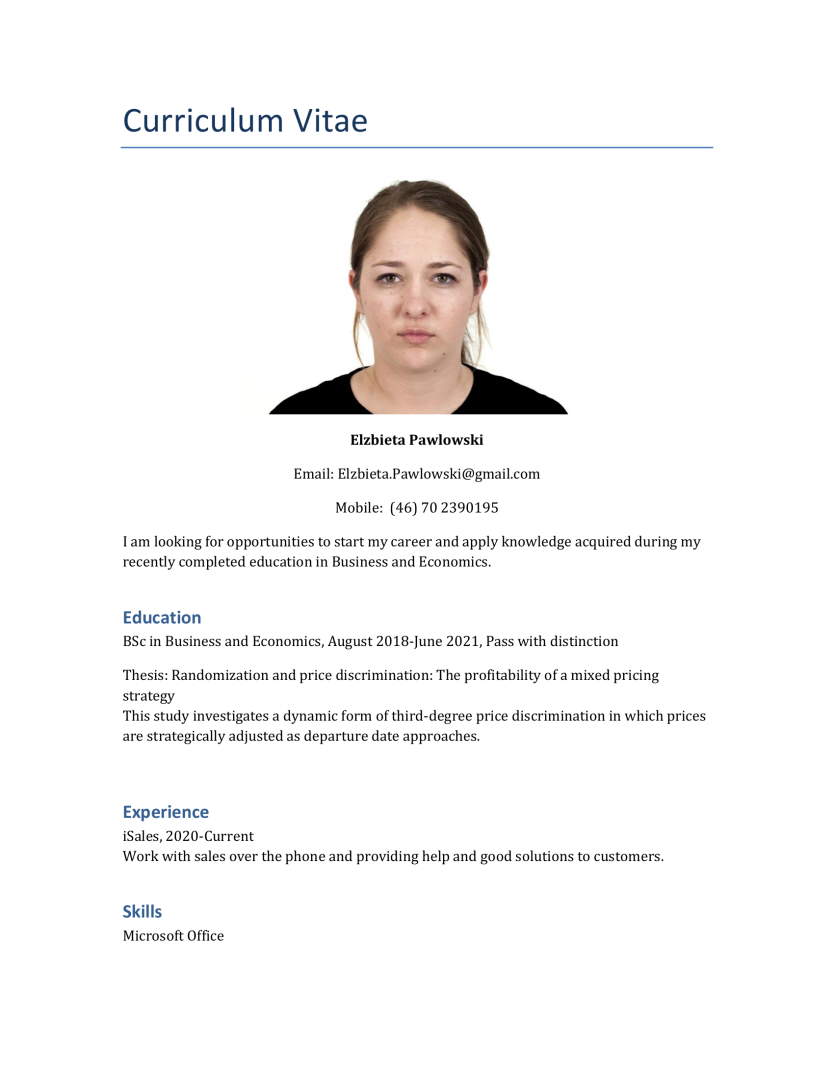 Curriculum Vitae
Elzbieta Pawlowski
Email: Elzbieta.Pawlowski@gmail.com
Mobile:  (46) 70 2390195
I am looking for opportunities to start my career and apply knowledge acquired during my
recently completed education in Business and Economics.
Education
BSc in Business and Economics, August 2018-June 2021, Pass with distinction
Thesis: Randomization and price discrimination: The profitability of a mixed pricing
strategy
This study investigates a dynamic form of third-degree price discrimination in which prices
are strategically adjusted as departure date approaches.
Experience
iSales, 2020-Current
Work with sales over the phone and providing help and good solutions to customers.
Skills
Microsoft Office